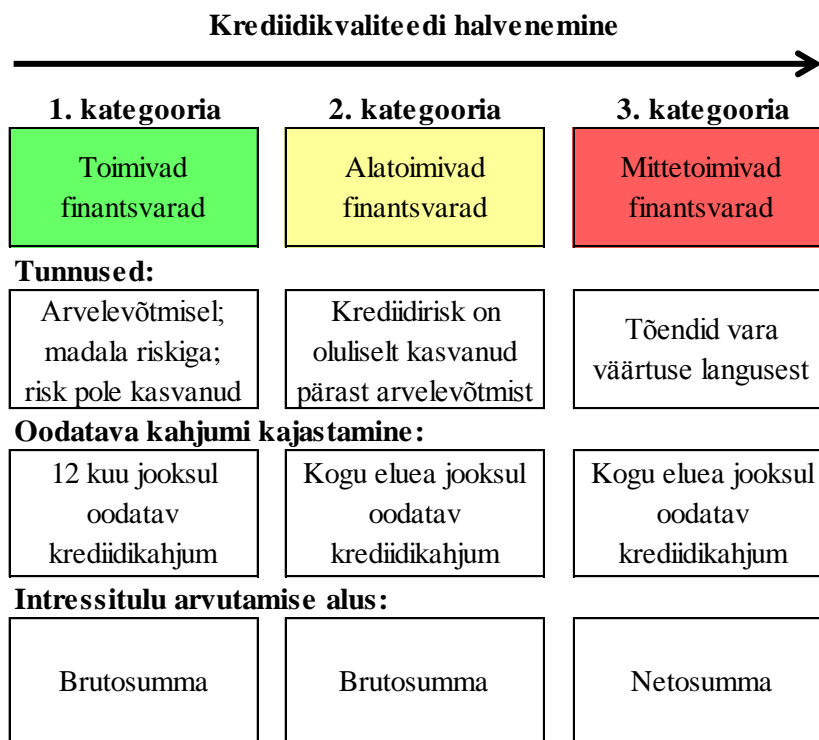 Krediidikvaliteedi halvenemine
1. kategooria
2. kategooria
3. kategooria
Toimivad
finantsvarad
Alatoimivad
finantsvarad
Mittetoimivad
finantsvarad
Tunnused:
Arvelevõtmisel;
madala riskiga;
risk pole kasvanud
Krediidirisk on
oluliselt kasvanud
pärast arvelevõtmist
Tõendid vara
väärtuse langusest
Oodatava kahjumi kajastamine:
12 kuu jooksul
oodatav
krediidikahjum
Kogu eluea jooksul
oodatav
krediidikahjum
Kogu eluea jooksul
oodatav
krediidikahjum
Intressitulu arvutamise alus:
Brutosumma
Brutosumma
Netosumma